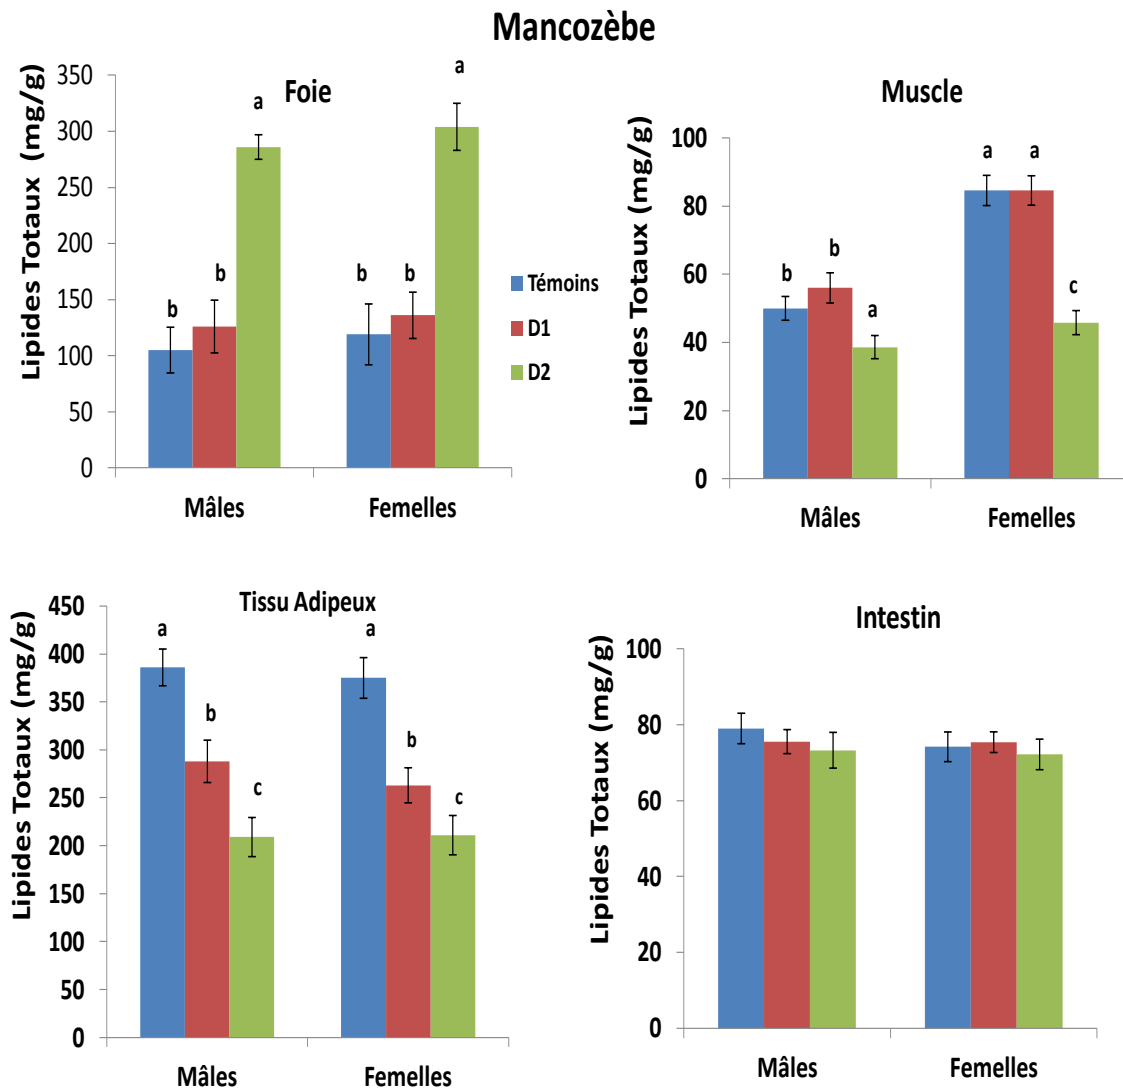 Mancozèbe
Foie
Lipides Totaux (mg/g)
350
300
250
200
150
100
50
0
b
b
a
b
b
a
Mâles
Femelles
Témoins
D1
D2
Muscle
Lipides Totaux (mg/g)
100
80
60
40
20
0
b
b
a
a
a
c
Mâles
Femelles
Tissu Adipeux
Lipides Totaux (mg/g)
450
400
350
300
250
200
150
100
50
0
a
b
c
a
b
c
Mâles
Femelles
Intestin
Lipides Totaux (mg/g)
100
80
60
40
20
0
Mâles
Femelles